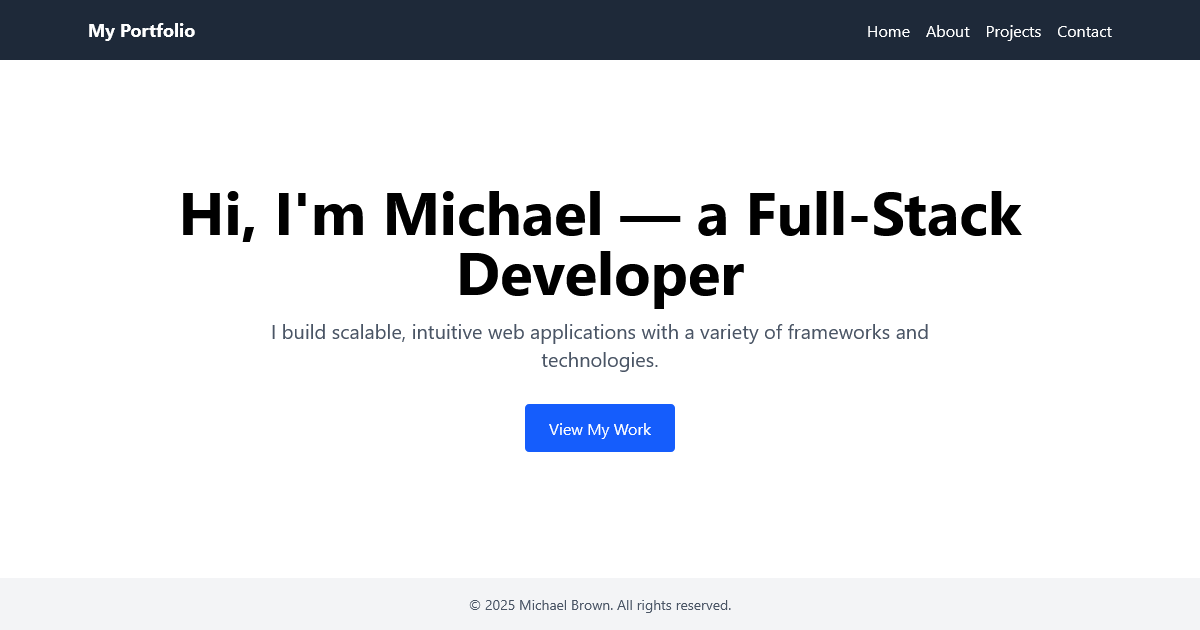 My Portfolio
Home About Projects Contact
Hi, I'm Michael — a Full-Stack
Developer
I build scalable, intuitive web applications with a variety of frameworks and
technologies.
View My Work
© 2025 Michael Brown. All rights reserved.